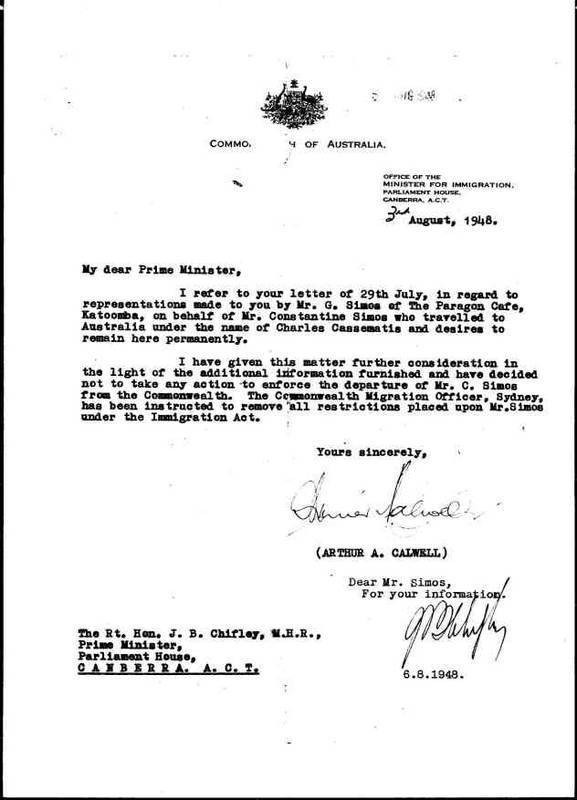 COMMO OF AUSTRALIA.
OFFICE OF THE
MINISTER FOR IMMIGRATION,
PARLIAMENT HOUSE,
CANBERRA, A.C.T.
3rd August, 1948.
My dear Prime Minister,
I refer to your letter of 29th July, in regard to
representations made to you by Mr. G. Simos of The Paragon Cafe,
Katoomba, on behalf of Mr. Constantine Simos who travelled to
Australia under the name of Charles Cassematis and desires to
remain here permanently.
I have given this matter further consideration in
the light of the additional information furnished and have decided
not to take any action to enforce the departure of Mr. C. Simos
from the Commonwealth. The Commonwealth Migration Officer, Sydney,
has been instructed to remove all restrictions placed upon Mr.Simos
under the Immigration Act.
Yours sincerely,
(ARTHUR A. CALWELL)
Dear Mr. Simos,
For your information.
The Rt. Hon. J. B. Chifley, M.H.R.,
Prime Minister,
Parliament House,
CANBERRA. A. C. T.
6.8.1948.